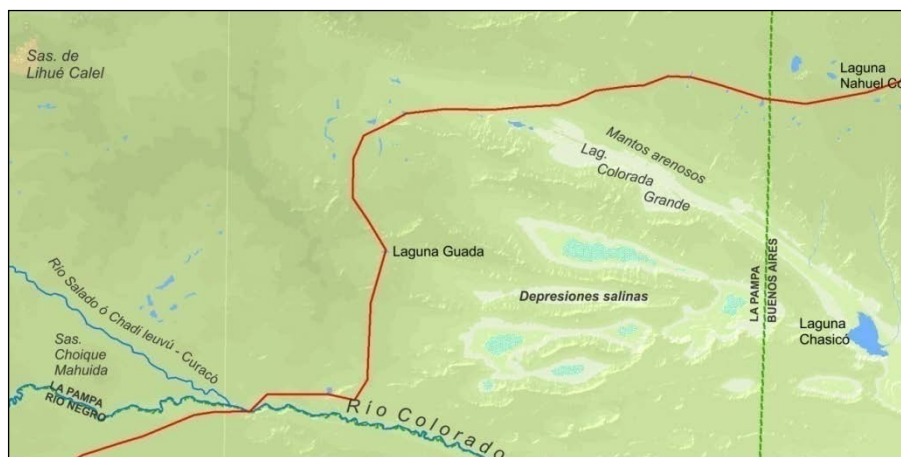 Sas. de
Lihué Calel
Laguna
Nahuel Co
Mantos arenosos
Lag.
Colorada
Grande
Laguna Guada
Río Salado ó Chadi leuvú - Curacó
Depresiones salinas
LA PAMPA
BUENOS AIRES
Laguna
Chasicó
Sas.
Choique
Mahuida
LA PAMPA
RÍO NEGRO
Río Colorado